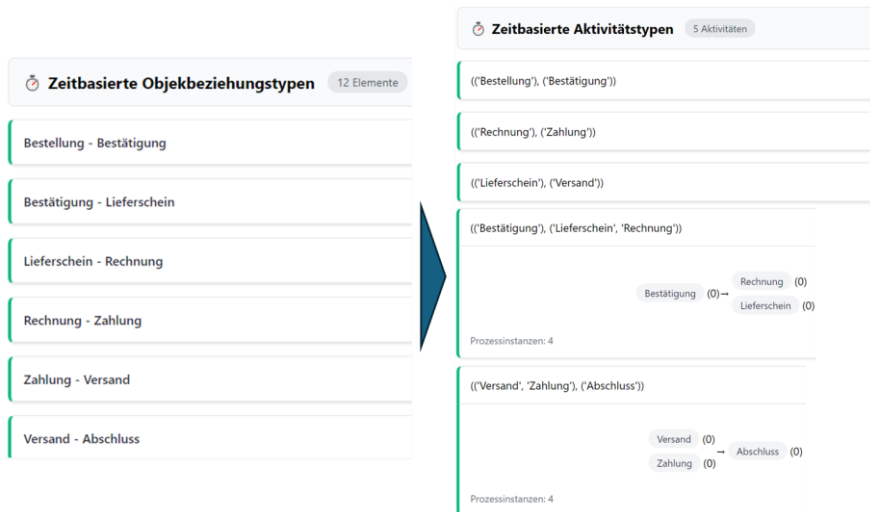 Zeitbasierte Objekbeziehungstypen 12 Elemente
Bestellung - Bestätigung
Bestätigung - Lieferschein
Lieferschein - Rechnung
Rechnung - Zahlung
Zahlung - Versand
Versand - Abschluss
Zeitbasierte Aktivitätstypen 5 Aktivitäten
(('Bestellung'), ('Bestätigung'))
(('Rechnung'), ('Zahlung'))
(('Lieferschein'), ('Versand'))
(('Bestätigung'), ('Lieferschein', 'Rechnung'))
Bestätigung (0)→
Rechnung (0)
Lieferschein (0)
Prozessinstanzen: 4
(('Versand', 'Zahlung'), ('Abschluss'))
Versand (0)
Zahlung (0)
→ Abschluss (0)
Prozessinstanzen: 4